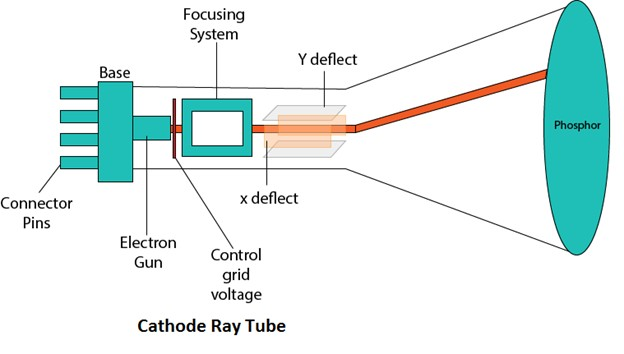 Focusing
System
Y deflect
Base
Phosphor
x deflect
Connector
Pins
Electron
Gun
Control
grid
voltage
Cathode Ray Tube